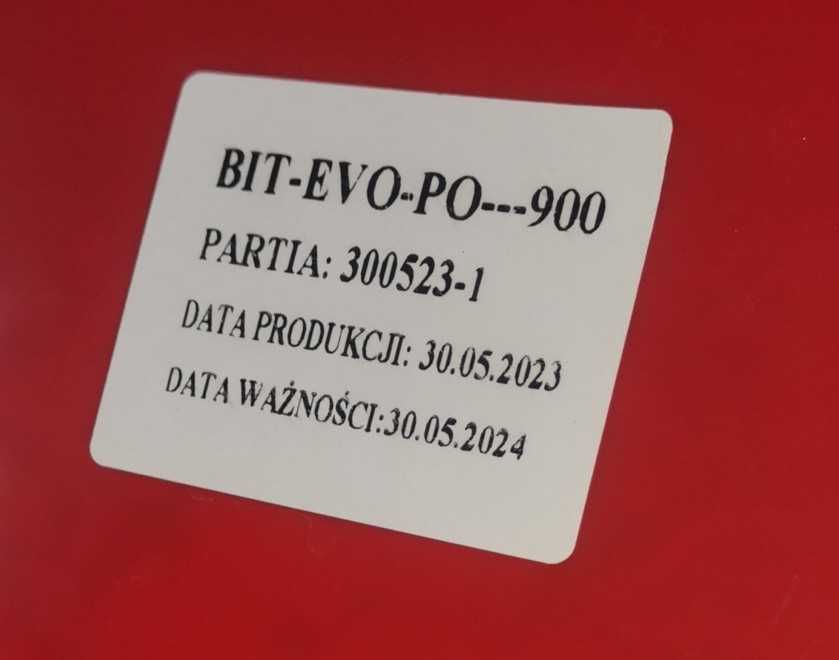 BIT-EVO-PO---900
PARTIA: 300523-1
DATA PRODUKCJI: 30.05.2023
DATA WAŻNOŚCI:30.05.2024